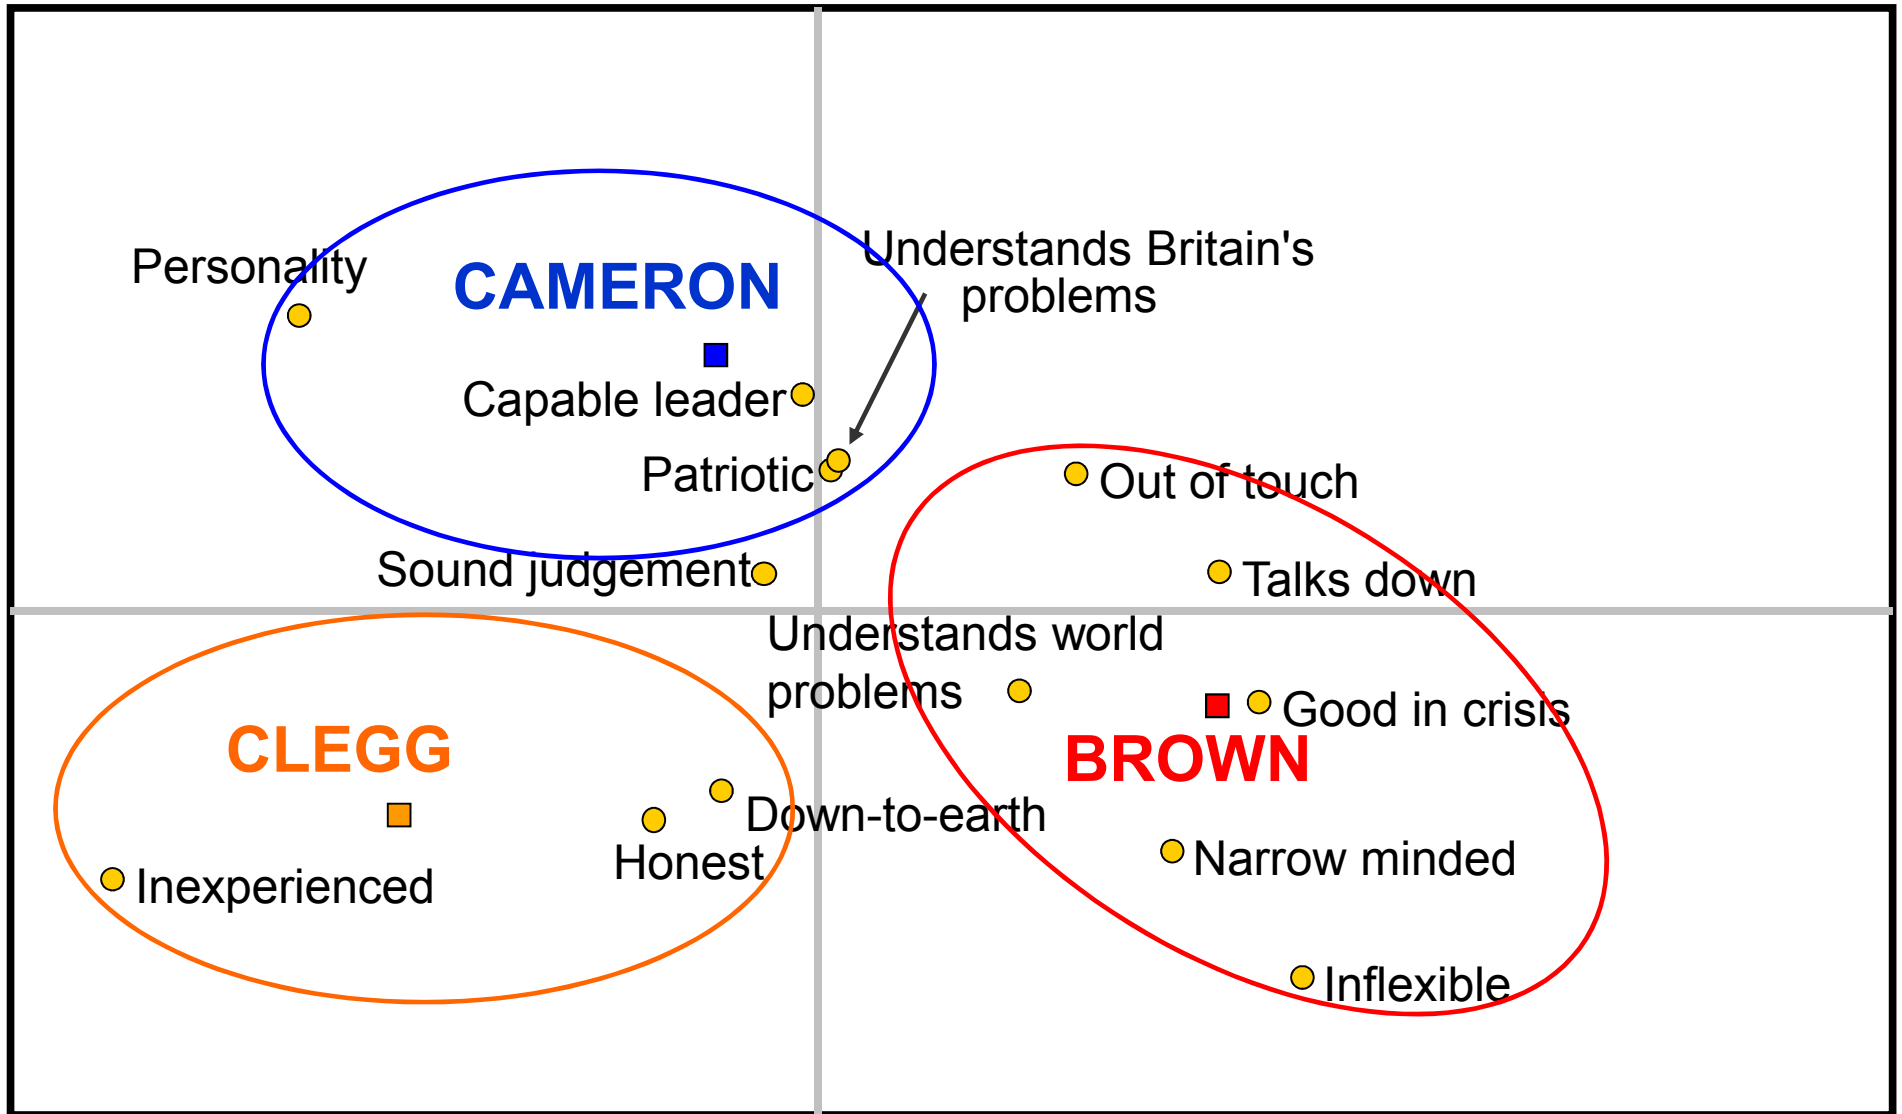 Understands Britain's
problems
Personality
CAMERON
Capable leader
Patriotic
Out of touch
Sound judgement
Talks down
Understands world
problems
Good in crisis
CLEGG
BROWN
Down-to-earth
Honest
Narrow minded
Inexperienced
Inflexible